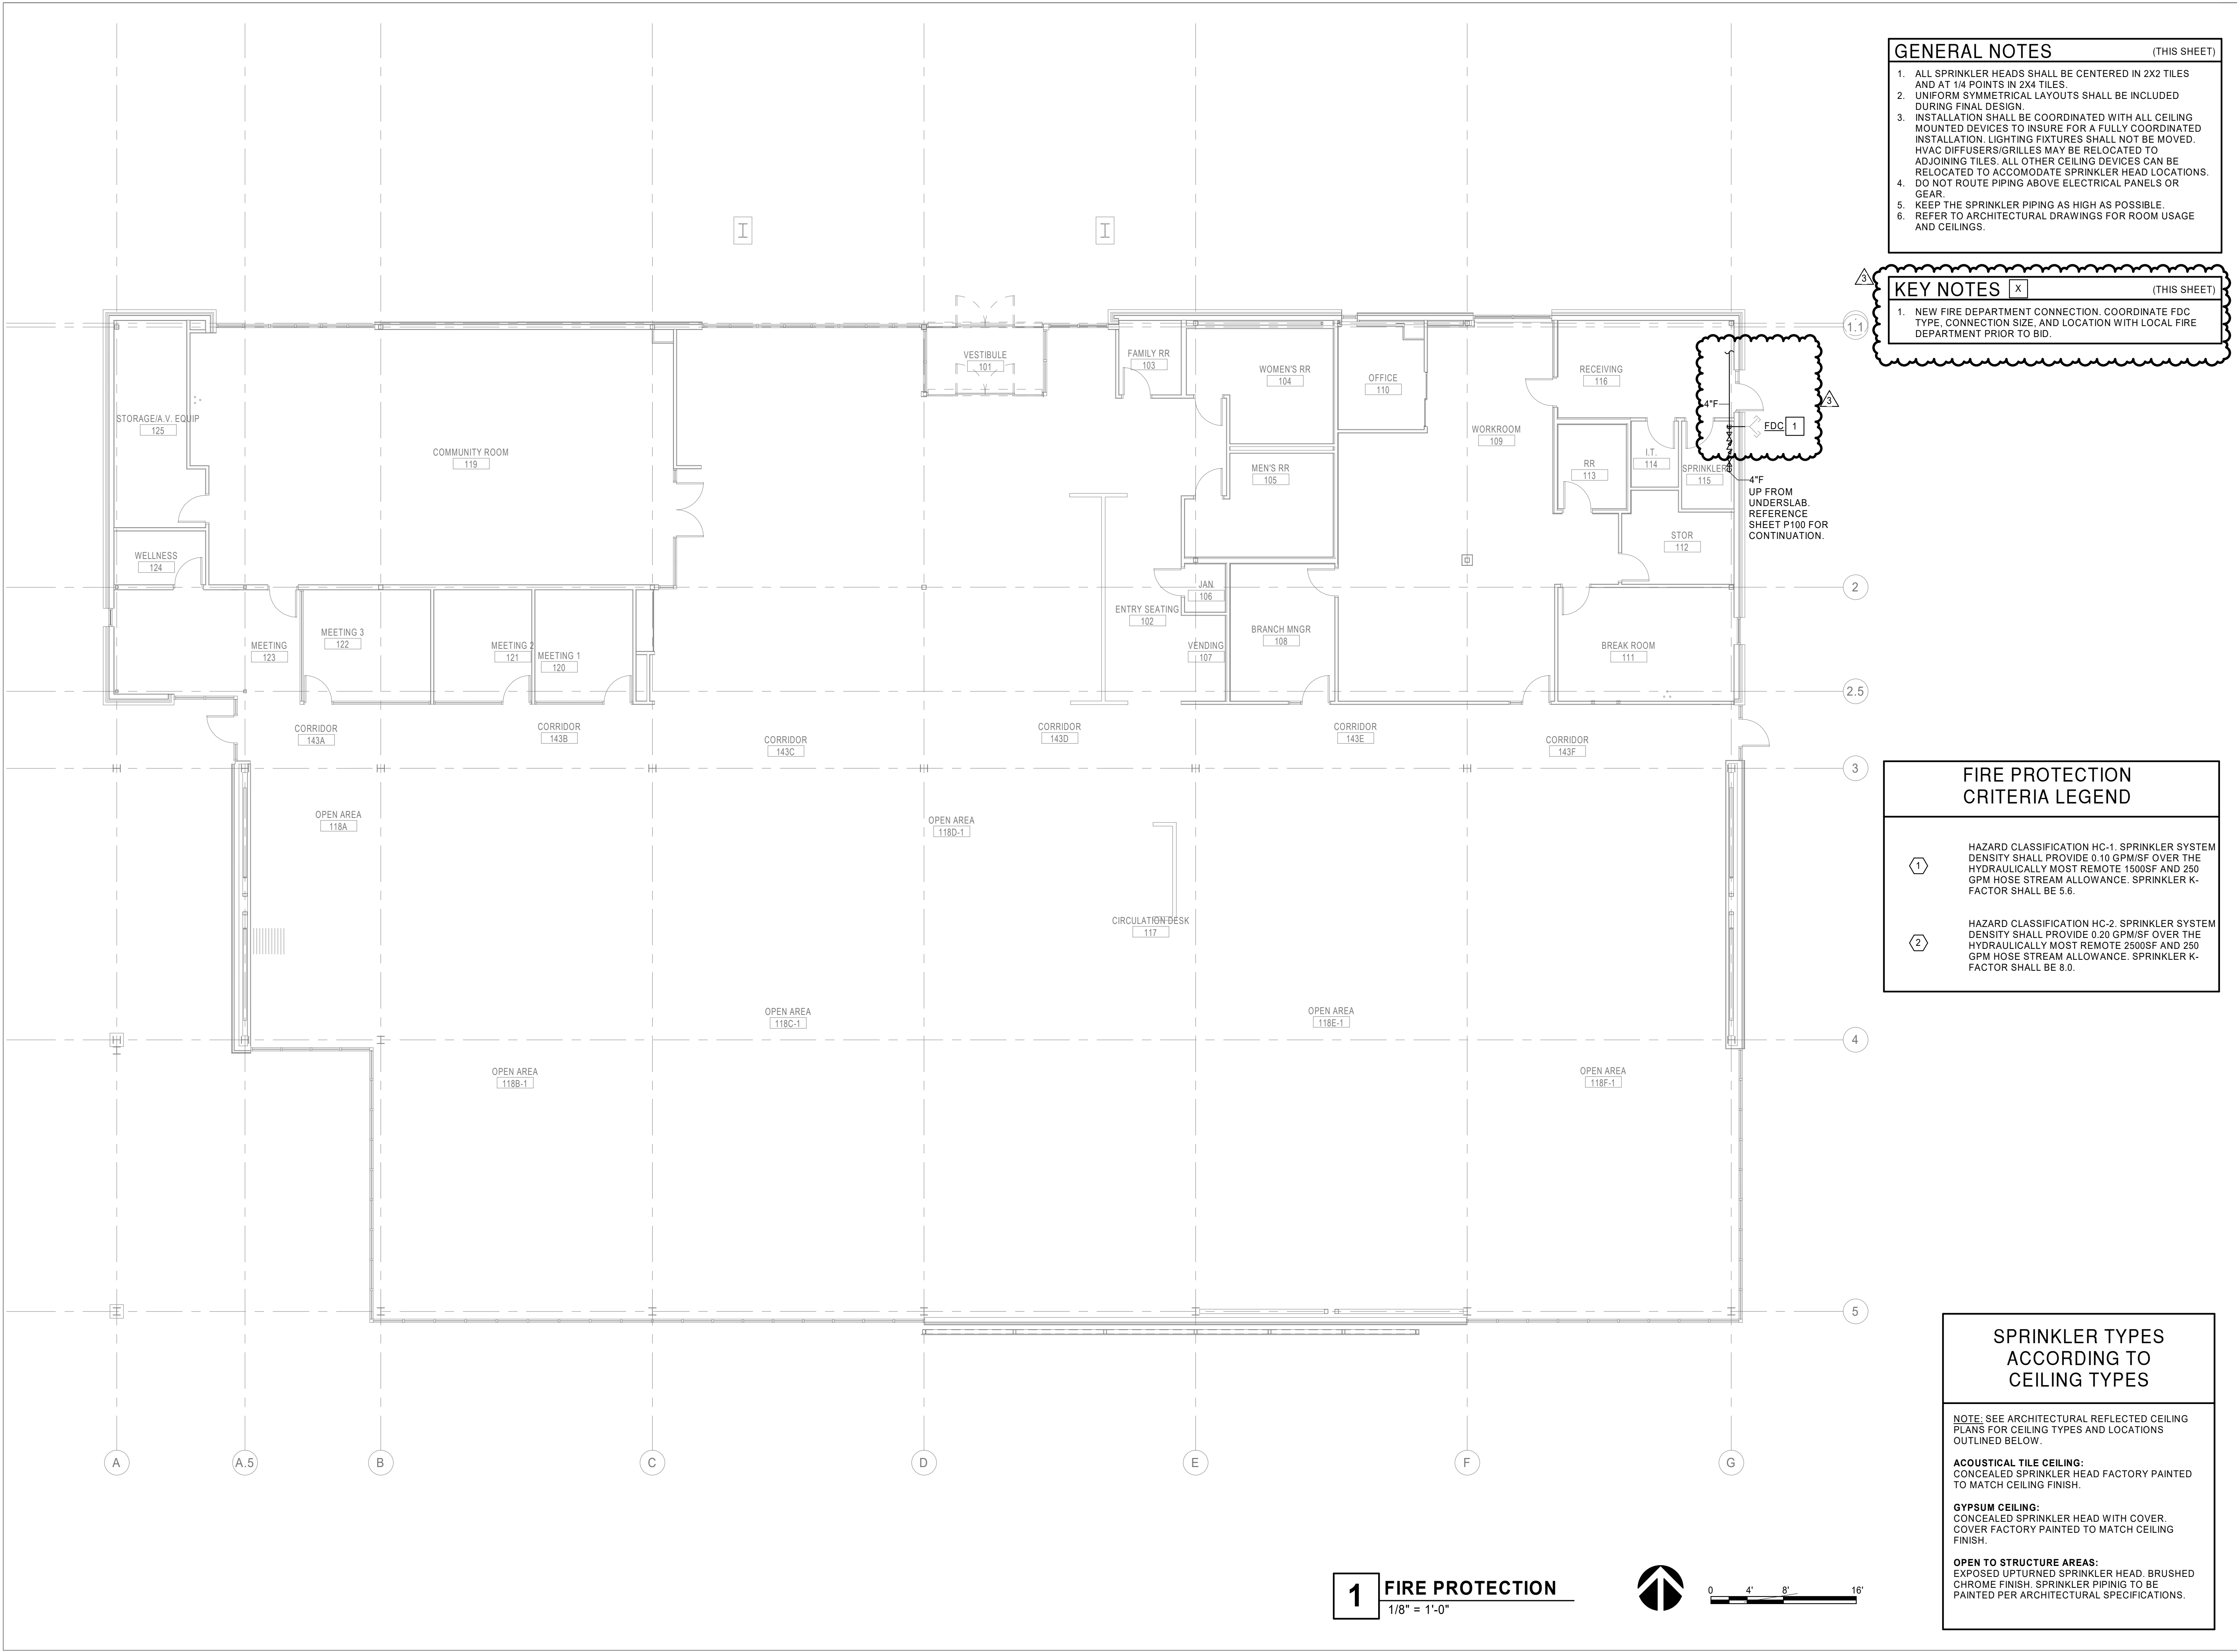 GENERAL NOTES (THIS SHEET)
1. ALL SPRINKLER HEADS SHALL BE CENTERED IN 2X2 TILES
AND AT 1/4 POINTS IN 2X4 TILES.
2. UNIFORM SYMMETRICAL LAYOUTS SHALL BE INCLUDED
DURING FINAL DESIGN.
3. INSTALLATION SHALL BE COORDINATED WITH ALL CEILING
MOUNTED DEVICES TO INSURE FOR A FULLY COORDINATED
INSTALLATION. LIGHTING FIXTURES SHALL NOT BE MOVED.
HVAC DIFFUSERS/GRILLES MAY BE RELOCATED TO
ADJOINING TILES. ALL OTHER CEILING DEVICES CAN BE
RELOCATED TO ACCOMODATE SPRINKLER HEAD LOCATIONS.
4. DO NOT ROUTE PIPING ABOVE ELECTRICAL PANELS OR
GEAR.
5. KEEP THE SPRINKLER PIPING AS HIGH AS POSSIBLE.
6. REFER TO ARCHITECTURAL DRAWINGS FOR ROOM USAGE
AND CEILINGS.
3
KEY NOTES X (THIS SHEET)
1. NEW FIRE DEPARTMENT CONNECTION. COORDINATE FDC
TYPE, CONNECTION SIZE, AND LOCATION WITH LOCAL FIRE
DEPARTMENT PRIOR TO BID.
1.1
VESTIBULE
101
FAMILY RR
103
WOMEN'S RR
104
OFFICE
110
RECEIVING
116
4"F
3
FDC 1
STORAGE/A.V. EQUIP
125
COMMUNITY ROOM
119
WORKROOM
109
MEN'S RR
105
RR
113
I.T.
114
SPRINKLER
115
4"F
UP FROM
UNDERSLAB.
REFERENCE
SHEET P100 FOR
CONTINUATION.
STOR
112
WELLNESS
124
2
JAN.
106
ENTRY SEATING
102
MEETING
123
MEETING 3
122
MEETING 2
121
MEETING 1
120
VENDING
107
BRANCH MNGR
108
BREAK ROOM
111
2.5
CORRIDOR
143A
CORRIDOR
143B
CORRIDOR
143C
CORRIDOR
143D
CORRIDOR
143E
CORRIDOR
143F
3
FIRE PROTECTION
CRITERIA LEGEND
1
HAZARD CLASSIFICATION HC-1. SPRINKLER SYSTEM
DENSITY SHALL PROVIDE 0.10 GPM/SF OVER THE
HYDRAULICALLY MOST REMOTE 1500SF AND 250
GPM HOSE STREAM ALLOWANCE. SPRINKLER K-
FACTOR SHALL BE 5.6.
2
HAZARD CLASSIFICATION HC-2. SPRINKLER SYSTEM
DENSITY SHALL PROVIDE 0.20 GPM/SF OVER THE
HYDRAULICALLY MOST REMOTE 2500SF AND 250
GPM HOSE STREAM ALLOWANCE. SPRINKLER K-
FACTOR SHALL BE 8.0.
OPEN AREA
118A
OPEN AREA
118D-1
CIRCULATION DESK
117
OPEN AREA
118C-1
OPEN AREA
118E-1
4
OPEN AREA
118B-1
OPEN AREA
118F-1
5
A
A.5
B
C
D
E
F
G
SPRINKLER TYPES
ACCORDING TO
CEILING TYPES
NOTE: SEE ARCHITECTURAL REFLECTED CEILING
PLANS FOR CEILING TYPES AND LOCATIONS
OUTLINED BELOW.
ACOUSTICAL TILE CEILING:
CONCEALED SPRINKLER HEAD FACTORY PAINTED
TO MATCH CEILING FINISH.
GYPSUM CEILING:
CONCEALED SPRINKLER HEAD WITH COVER.
COVER FACTORY PAINTED TO MATCH CEILING
FINISH.
OPEN TO STRUCTURE AREAS:
EXPOSED UPTURNED SPRINKLER HEAD. BRUSHED
CHROME FINISH. SPRINKLER PIPINIG TO BE
PAINTED PER ARCHITECTURAL SPECIFICATIONS.
1 FIRE PROTECTION
1/8" = 1'-0"
0 4' 8' 16'